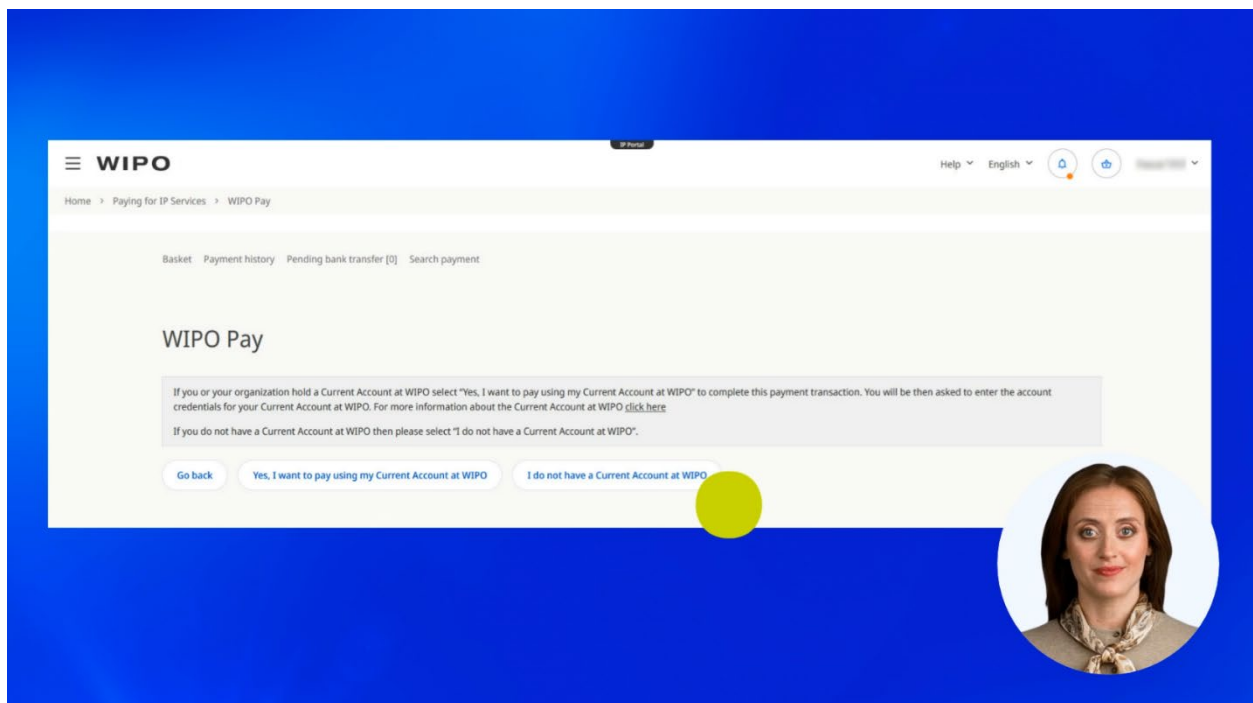 IP Portal
WIPO
Help English
Home > Paying for IP Services > WIPO Pay
Basket Payment history Pending bank transfer [0] Search payment
WIPO Pay
If you or your organization hold a Current Account at WIPO select "Yes, I want to pay using my Current Account at WIPO" to complete this payment transaction. You will be then asked to enter the account
credentials for your Current Account at WIPO. For more information about the Current Account at WIPO click here
If you do not have a Current Account at WIPO then please select "I do not have a Current Account at WIPO".
Go back Yes, I want to pay using my Current Account at WIPO I do not have a Current Account at WIPO